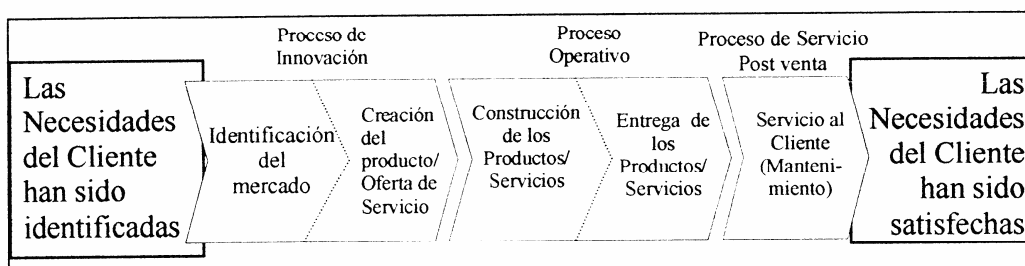 Proceso de
Innovación
Proceso
Operativo
Proceso de Servicio
Post venta
Las
Necesidades
del Cliente
han sido
identificadas
Identificación
del
mercado
Creación
del
producto/
Oferta de
Servicio
Construcción
de los
Productos/
Servicios
Entrega de
los
Productos/
Servicios
Servicio al
Cliente
(Manteni-
miento)
Las
Necesidades
del Cliente
han sido
satisfechas